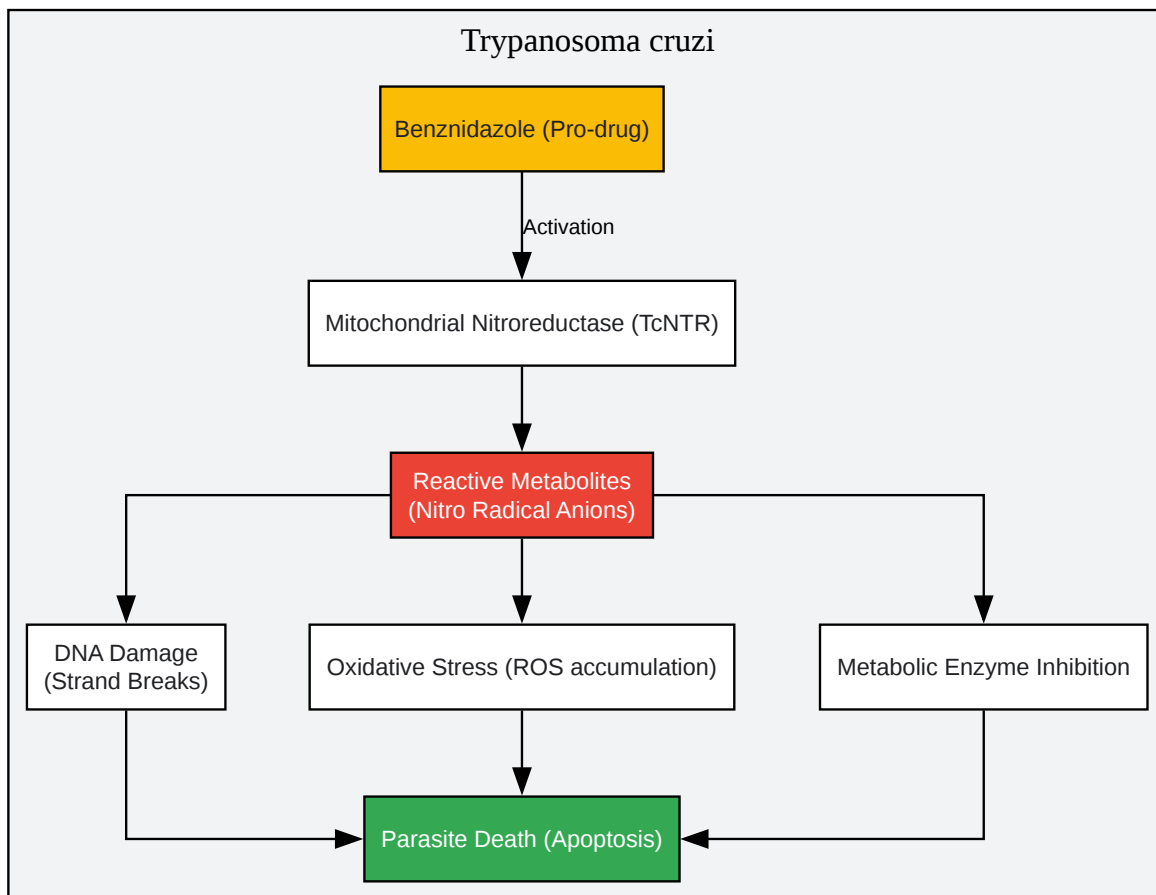 Trypanosoma cruzi
Benznidazole (Pro-drug)
Activation
Mitochondrial Nitroreductase (TcNTR)
Reactive Metabolites
(Nitro Radical Anions)
DNA Damage
(Strand Breaks)
Oxidative Stress (ROS accumulation)
Metabolic Enzyme Inhibition
Parasite Death (Apoptosis)